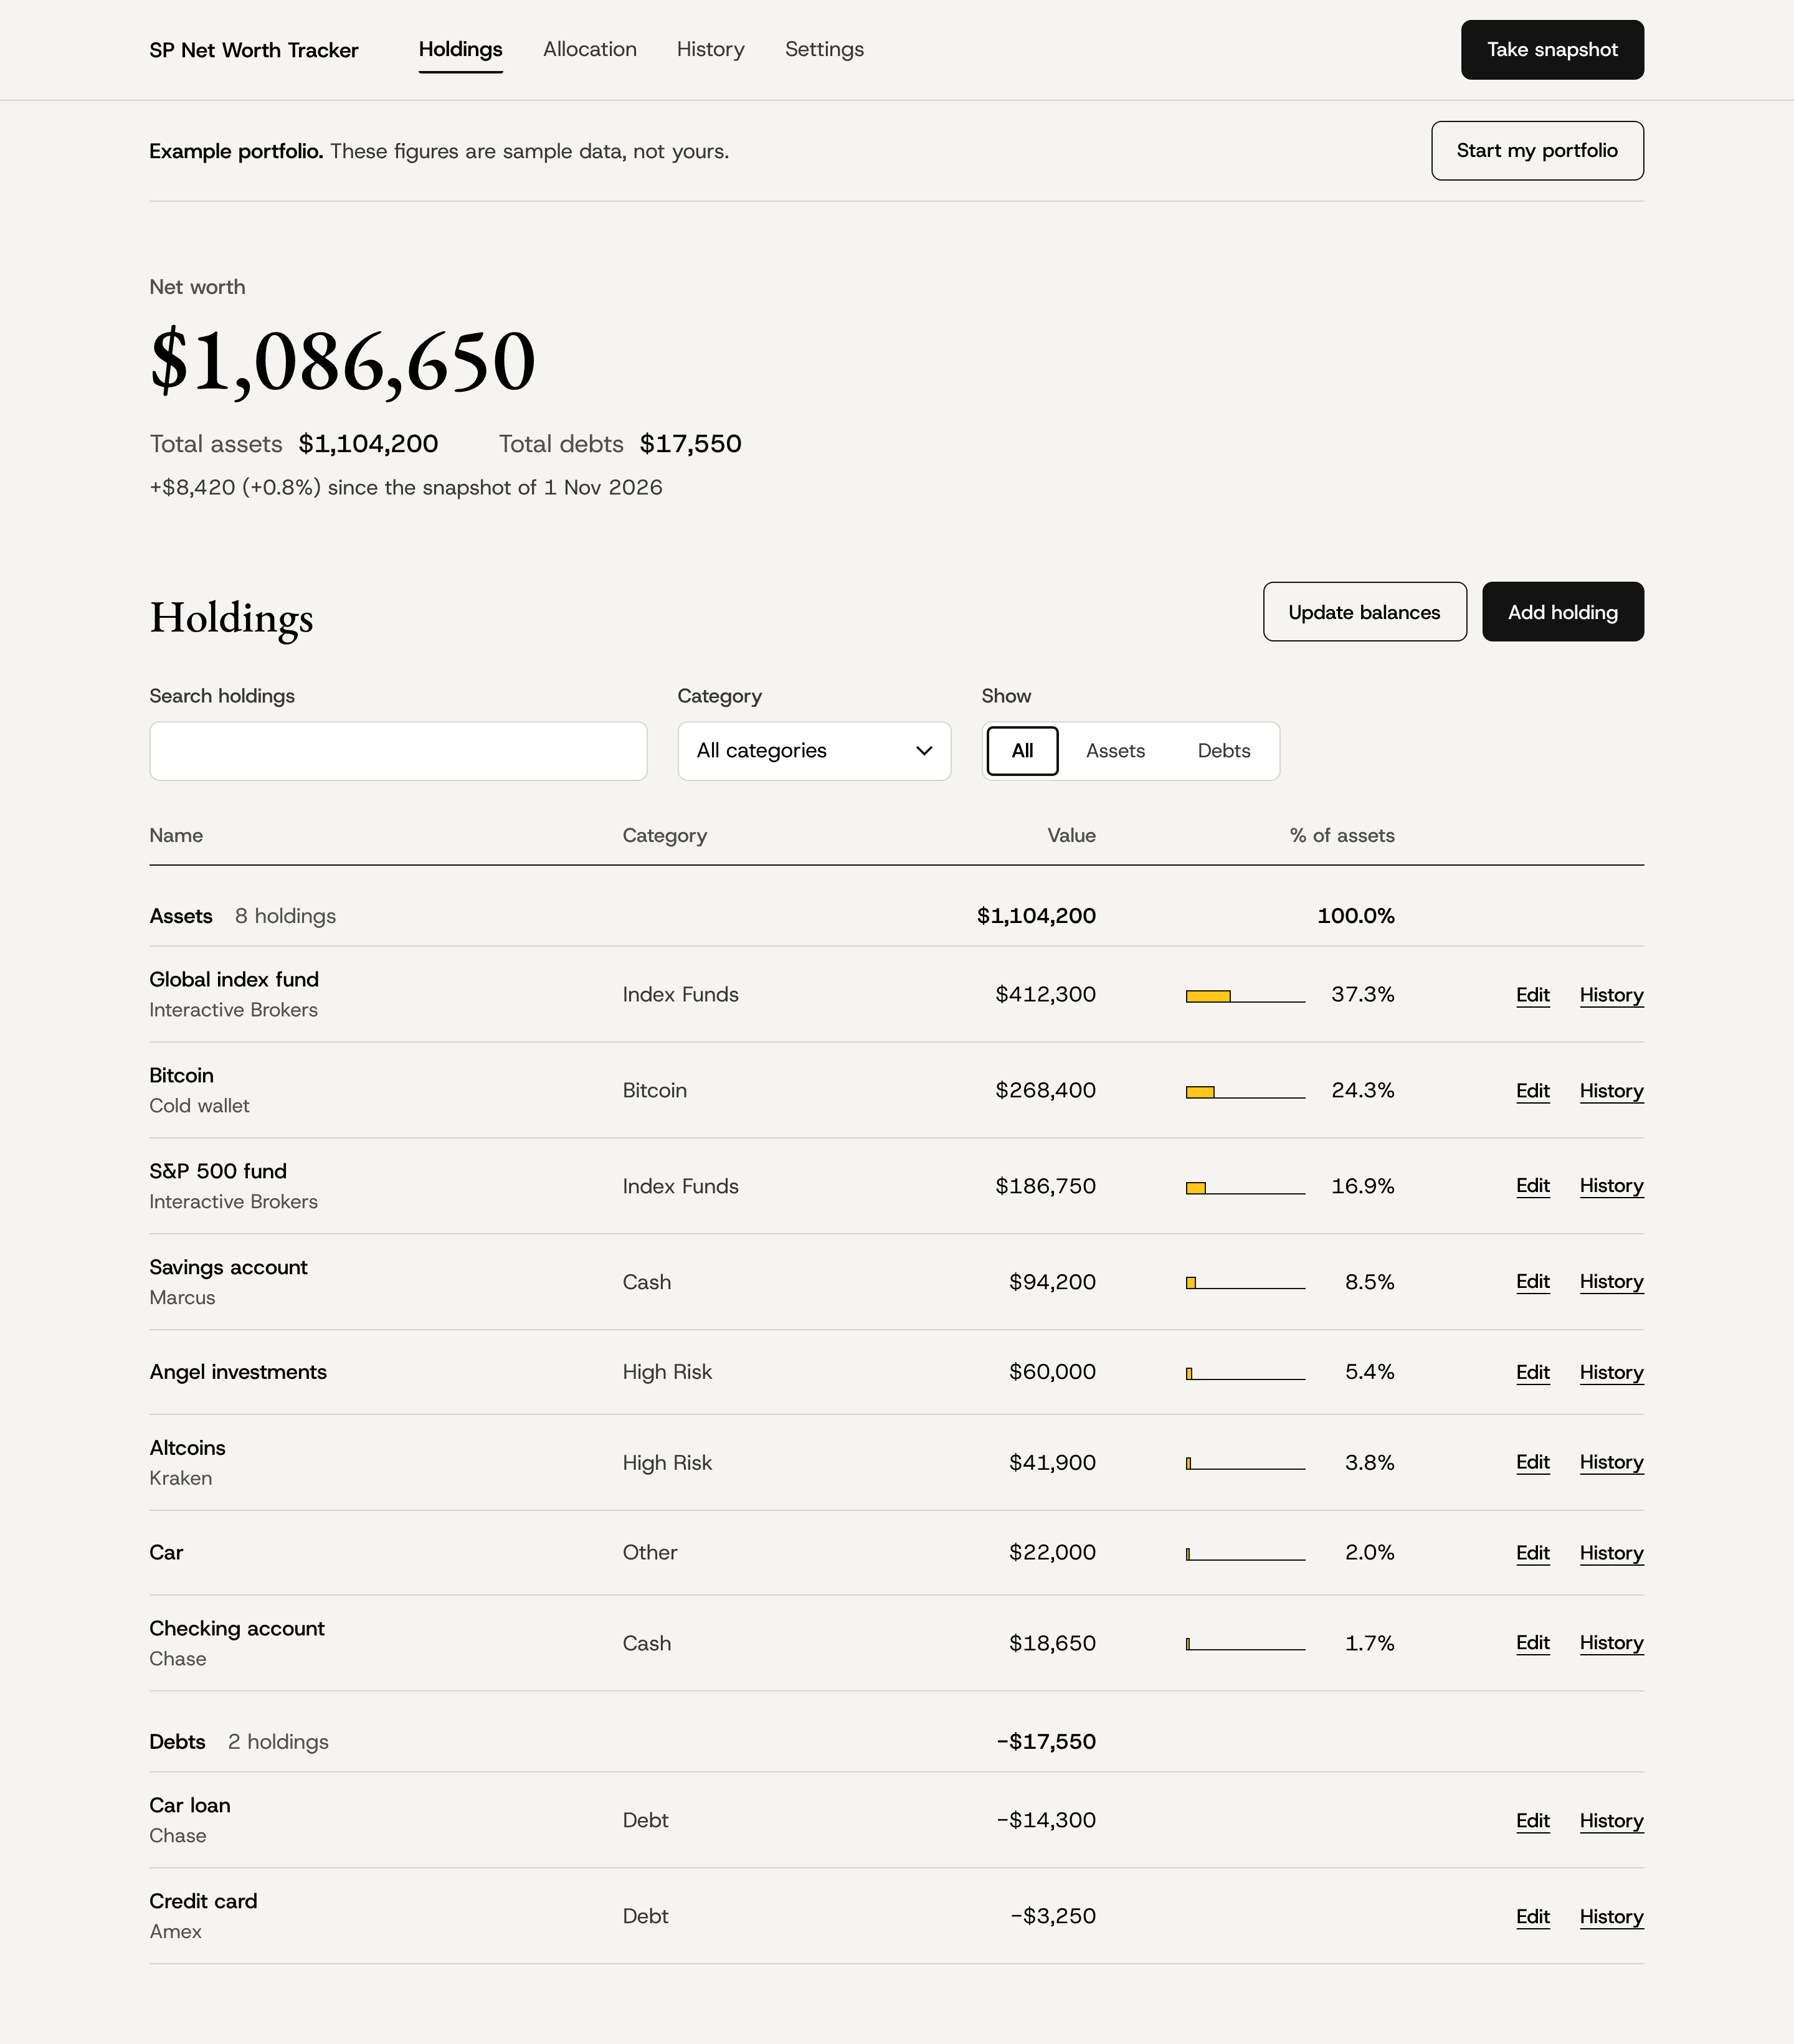 SP Net Worth Tracker Holdings Allocation History Settings Take snapshot
Example portfolio. These figures are sample data, not yours. Start my portfolio
Net worth
$1,086,650
Total assets $1,104,200 Total debts $17,550
+$8,420 (+0.8%) since the snapshot of 1 Nov 2026
Holdings Update balances Add holding
Search holdings Category Show
All categories All Assets Debts
Name Category Value % of assets
Assets 8 holdings $1,104,200 100.0%
Global index fund
Interactive Brokers
Index Funds $412,300 37.3% Edit History
Bitcoin
Cold wallet
Bitcoin $268,400 24.3% Edit History
S&P 500 fund
Interactive Brokers
Index Funds $186,750 16.9% Edit History
Savings account
Marcus
Cash $94,200 8.5% Edit History
Angel investments High Risk $60,000 5.4% Edit History
Altcoins
Kraken
High Risk $41,900 3.8% Edit History
Car Other $22,000 2.0% Edit History
Checking account
Chase
Cash $18,650 1.7% Edit History
Debts 2 holdings −$17,550
Car loan
Chase
Debt −$14,300 Edit History
Credit card
Amex
Debt −$3,250 Edit History